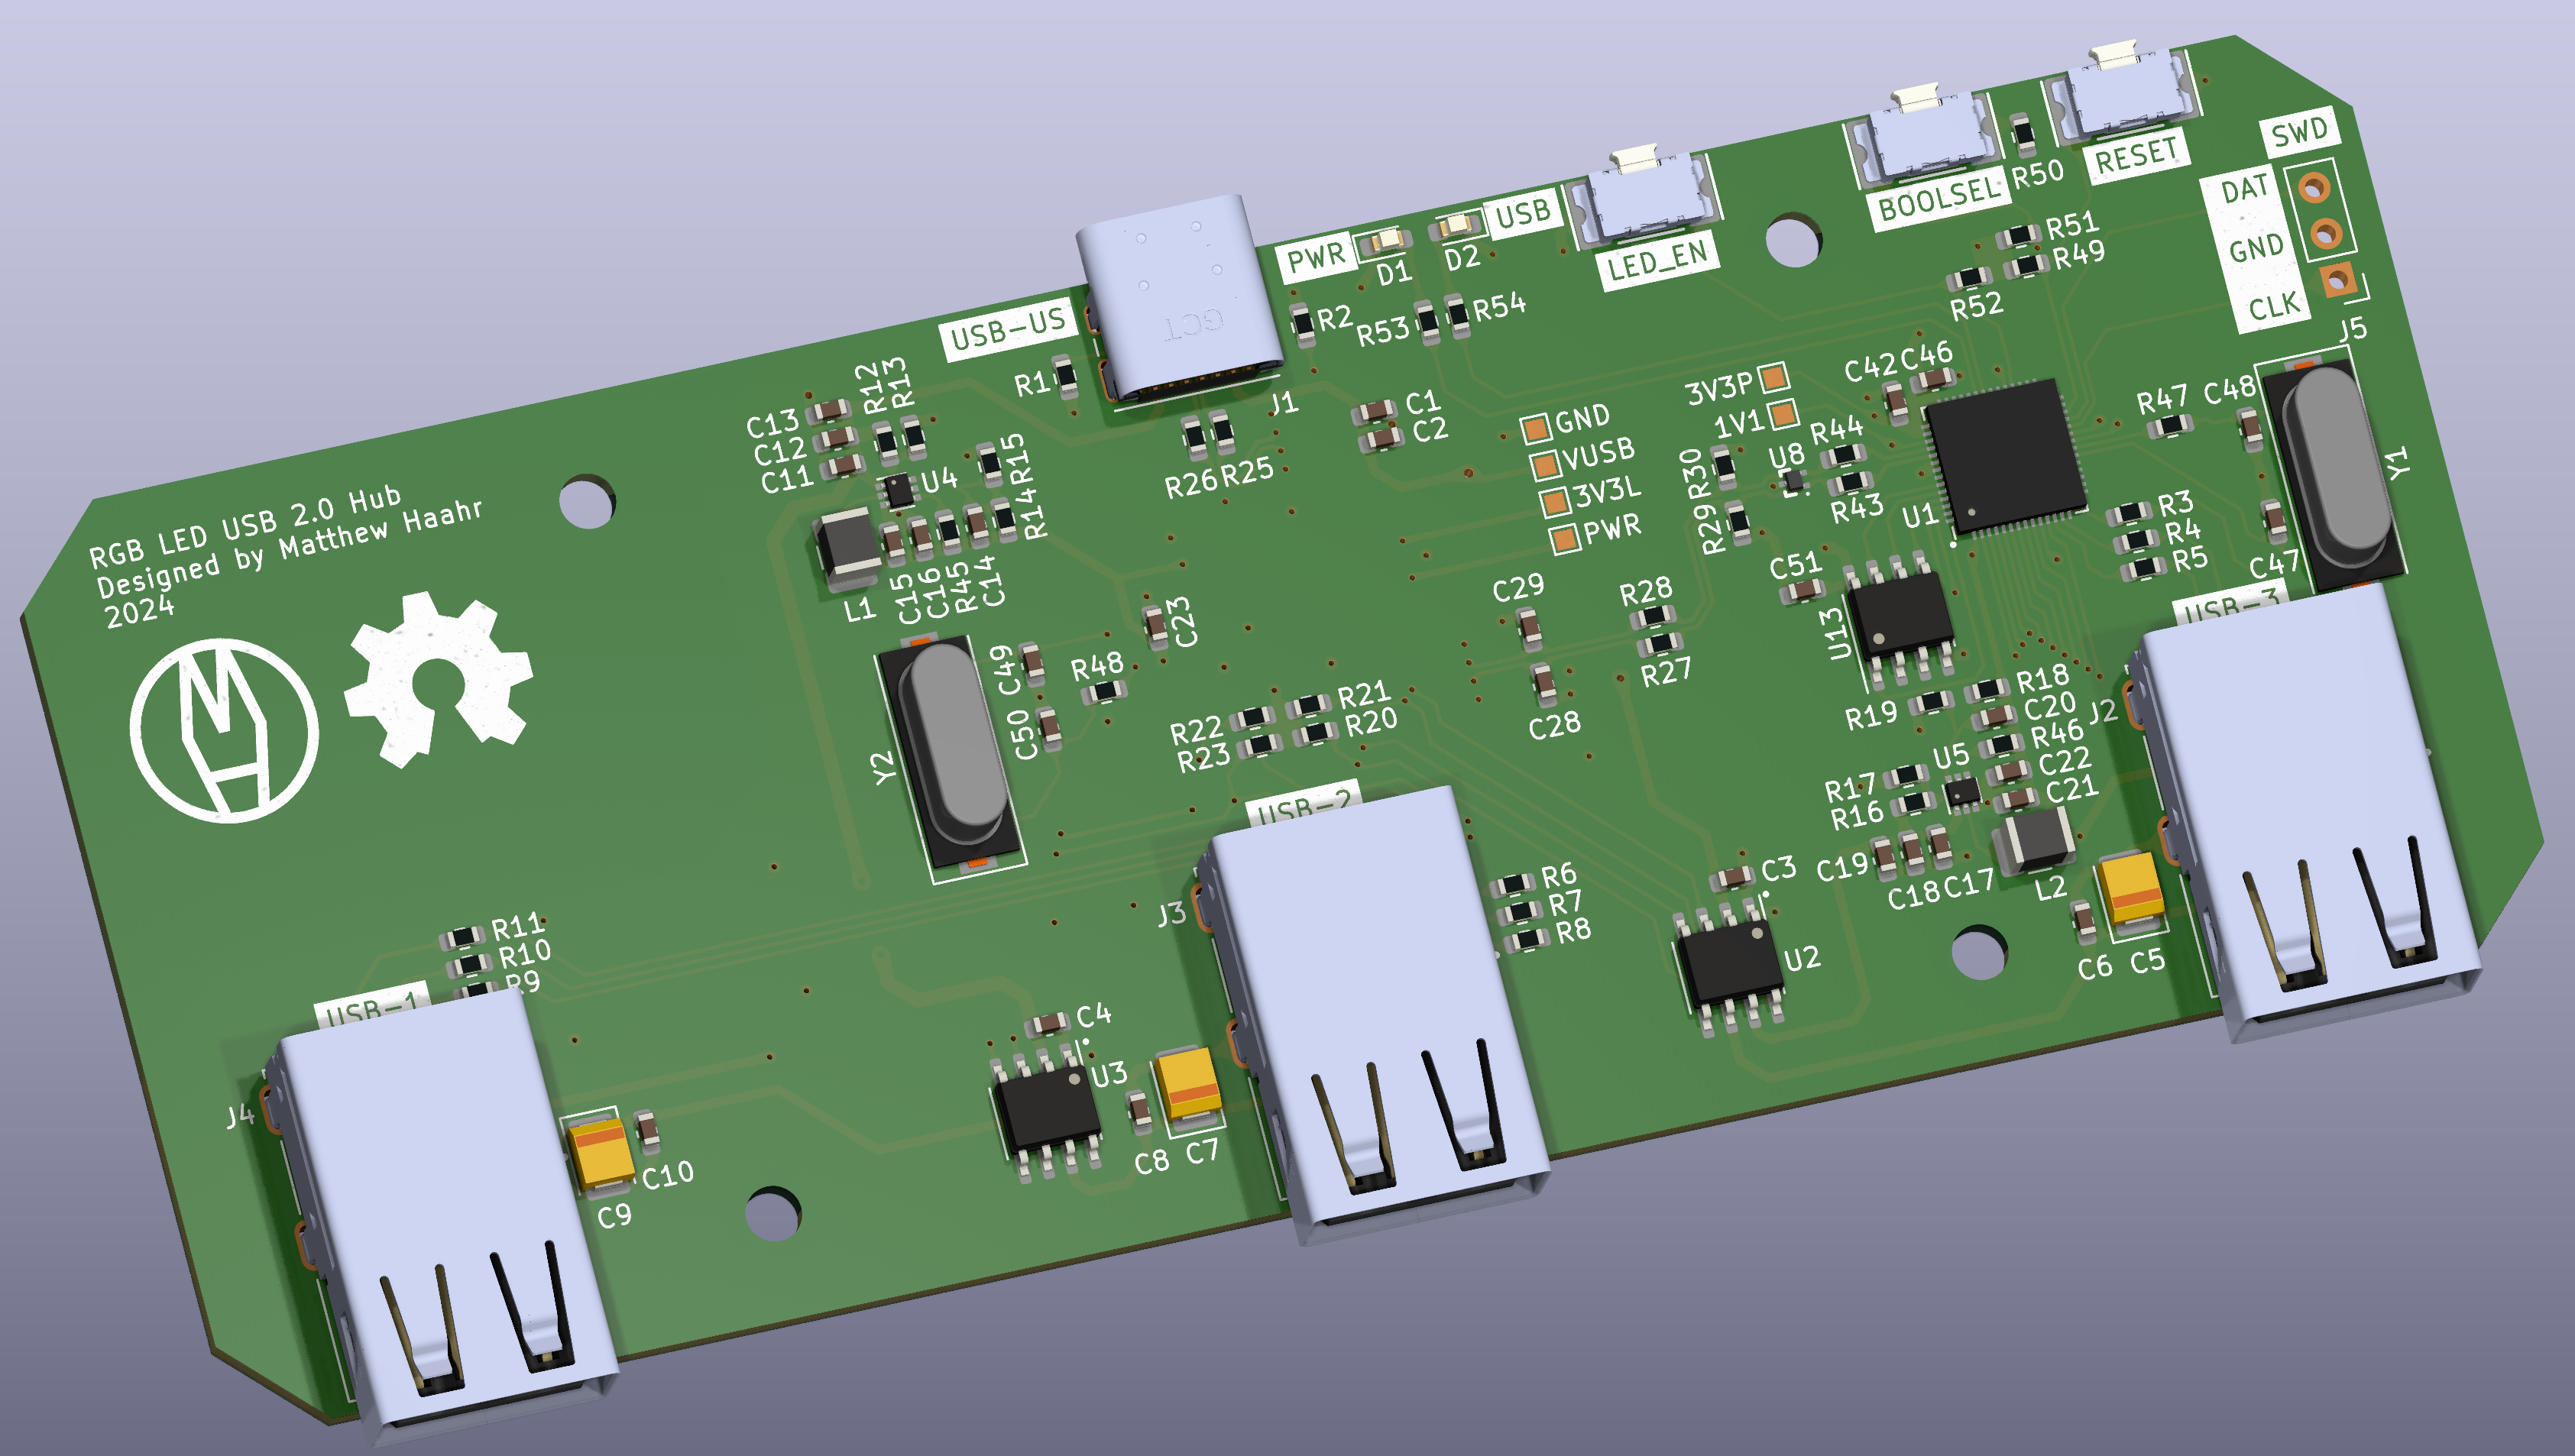 RGB LED USB 2.0 Hub
Designed by Matthew Haahr
2024
USB-US
R1
GCT
J1
R2
PWR
D1
D2
USB
R53
R54
LED_EN
BOOLSEL
R50
RESET
SWD
DAT
GND
CLK
J5
R51
R49
R52
C13
C12
C11
R12
R13
U4
R15
R14
L1
C15
C16
R45
C14
R26
R25
C1
C2
GND
VUSB
3V3L
PWR
3V3P
1V1
R30
R29
U8
R44
R43
C42
C46
U1
R47
C48
Y1
R3
R4
R5
C47
C51
U13
C29
C28
R28
R27
C23
C49
C50
R48
Y2
R22
R23
R21
R20
R19
R18
C20
R46
C22
C21
U5
R17
R16
C19
C18
C17
L2
C6
C5
J2
USB-3
USB-2
J3
R6
R7
R8
C3
U2
R11
R10
R9
USB-1
J4
C9
C10
C4
U3
C8
C7